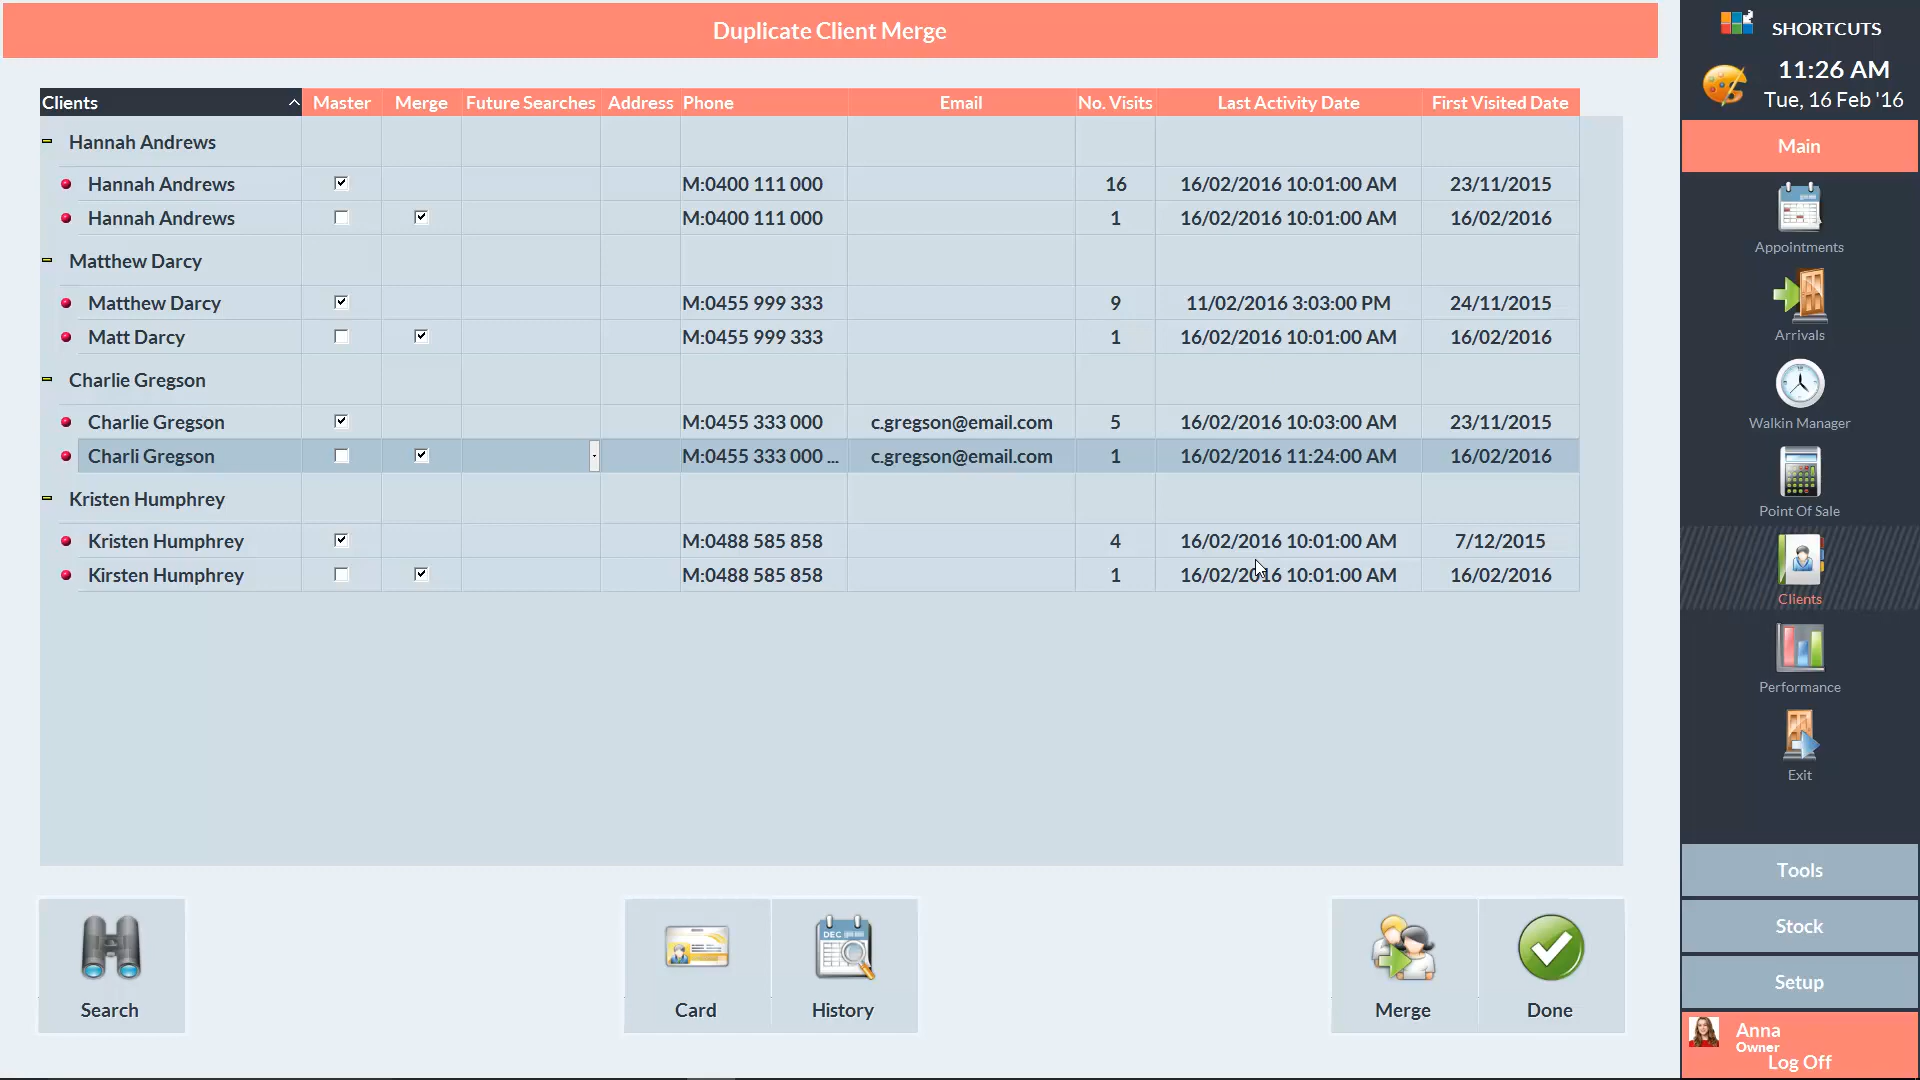 Duplicate Client Merge
SHORTCUTS
11:26 AM
Tue, 16 Feb '16
Clients Master Merge Future Searches Address Phone Email No. Visits Last Activity Date First Visited Date
Hannah Andrews
Hannah Andrews M:0400 111 000 16 16/02/2016 10:01:00 AM 23/11/2015
Hannah Andrews M:0400 111 000 1 16/02/2016 10:01:00 AM 16/02/2016
Matthew Darcy
Matthew Darcy M:0455 999 333 9 11/02/2016 3:03:00 PM 24/11/2015
Matt Darcy M:0455 999 333 1 16/02/2016 10:01:00 AM 16/02/2016
Charlie Gregson
Charlie Gregson M:0455 333 000 c.gregson@email.com 5 16/02/2016 10:03:00 AM 23/11/2015
Charli Gregson M:0455 333 000 ... c.gregson@email.com 1 16/02/2016 11:24:00 AM 16/02/2016
Kristen Humphrey
Kristen Humphrey M:0488 585 858 4 16/02/2016 10:01:00 AM 7/12/2015
Kirsten Humphrey M:0488 585 858 1 16/02/2016 10:01:00 AM 16/02/2016
Search
Card
DEC
History
Merge
Done
Main
Appointments
Arrivals
Walkin Manager
Point Of Sale
Clients
Performance
Exit
Tools
Stock
Setup
Anna
Owner
Log Off